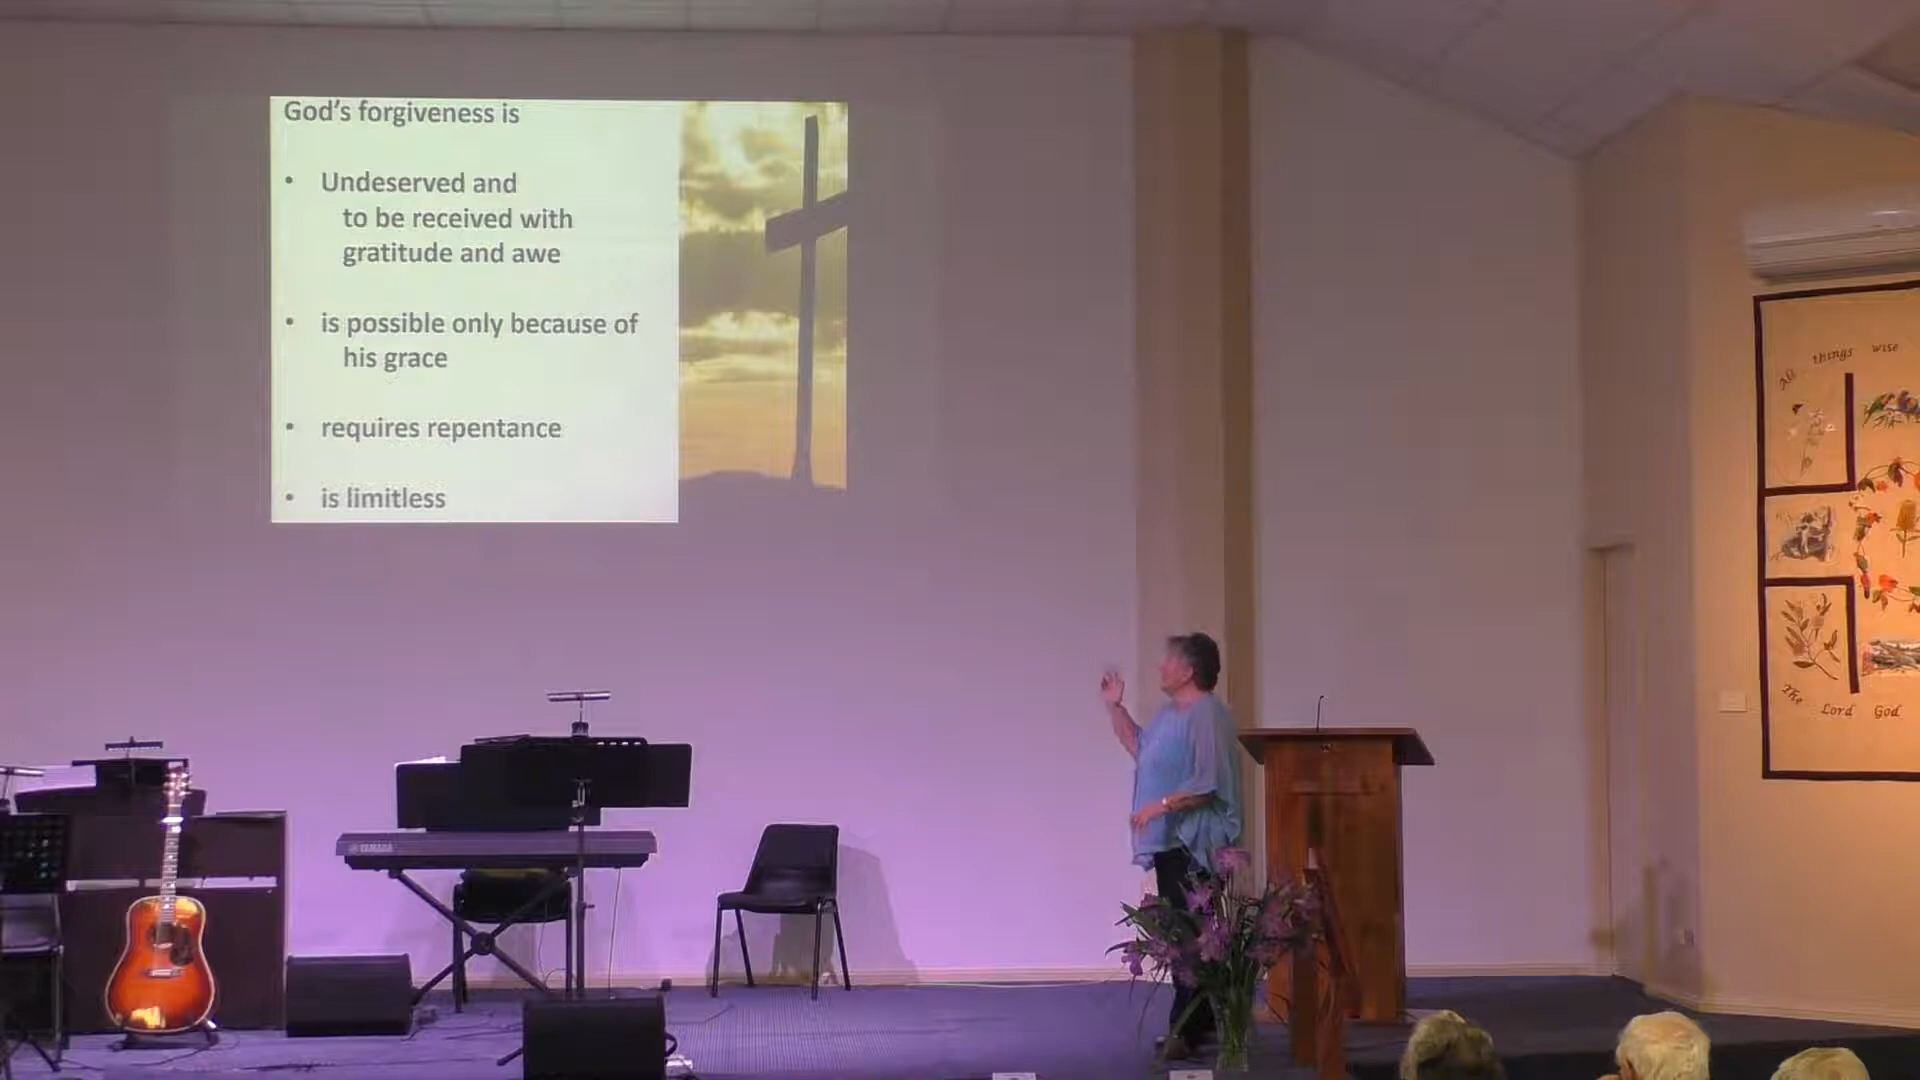 God's forgiveness is
• Undeserved and
to be received with
gratitude and awe
• is possible only because of
his grace
• requires repentance
• is limitless
YAMAHA
All things wise
The Lord God